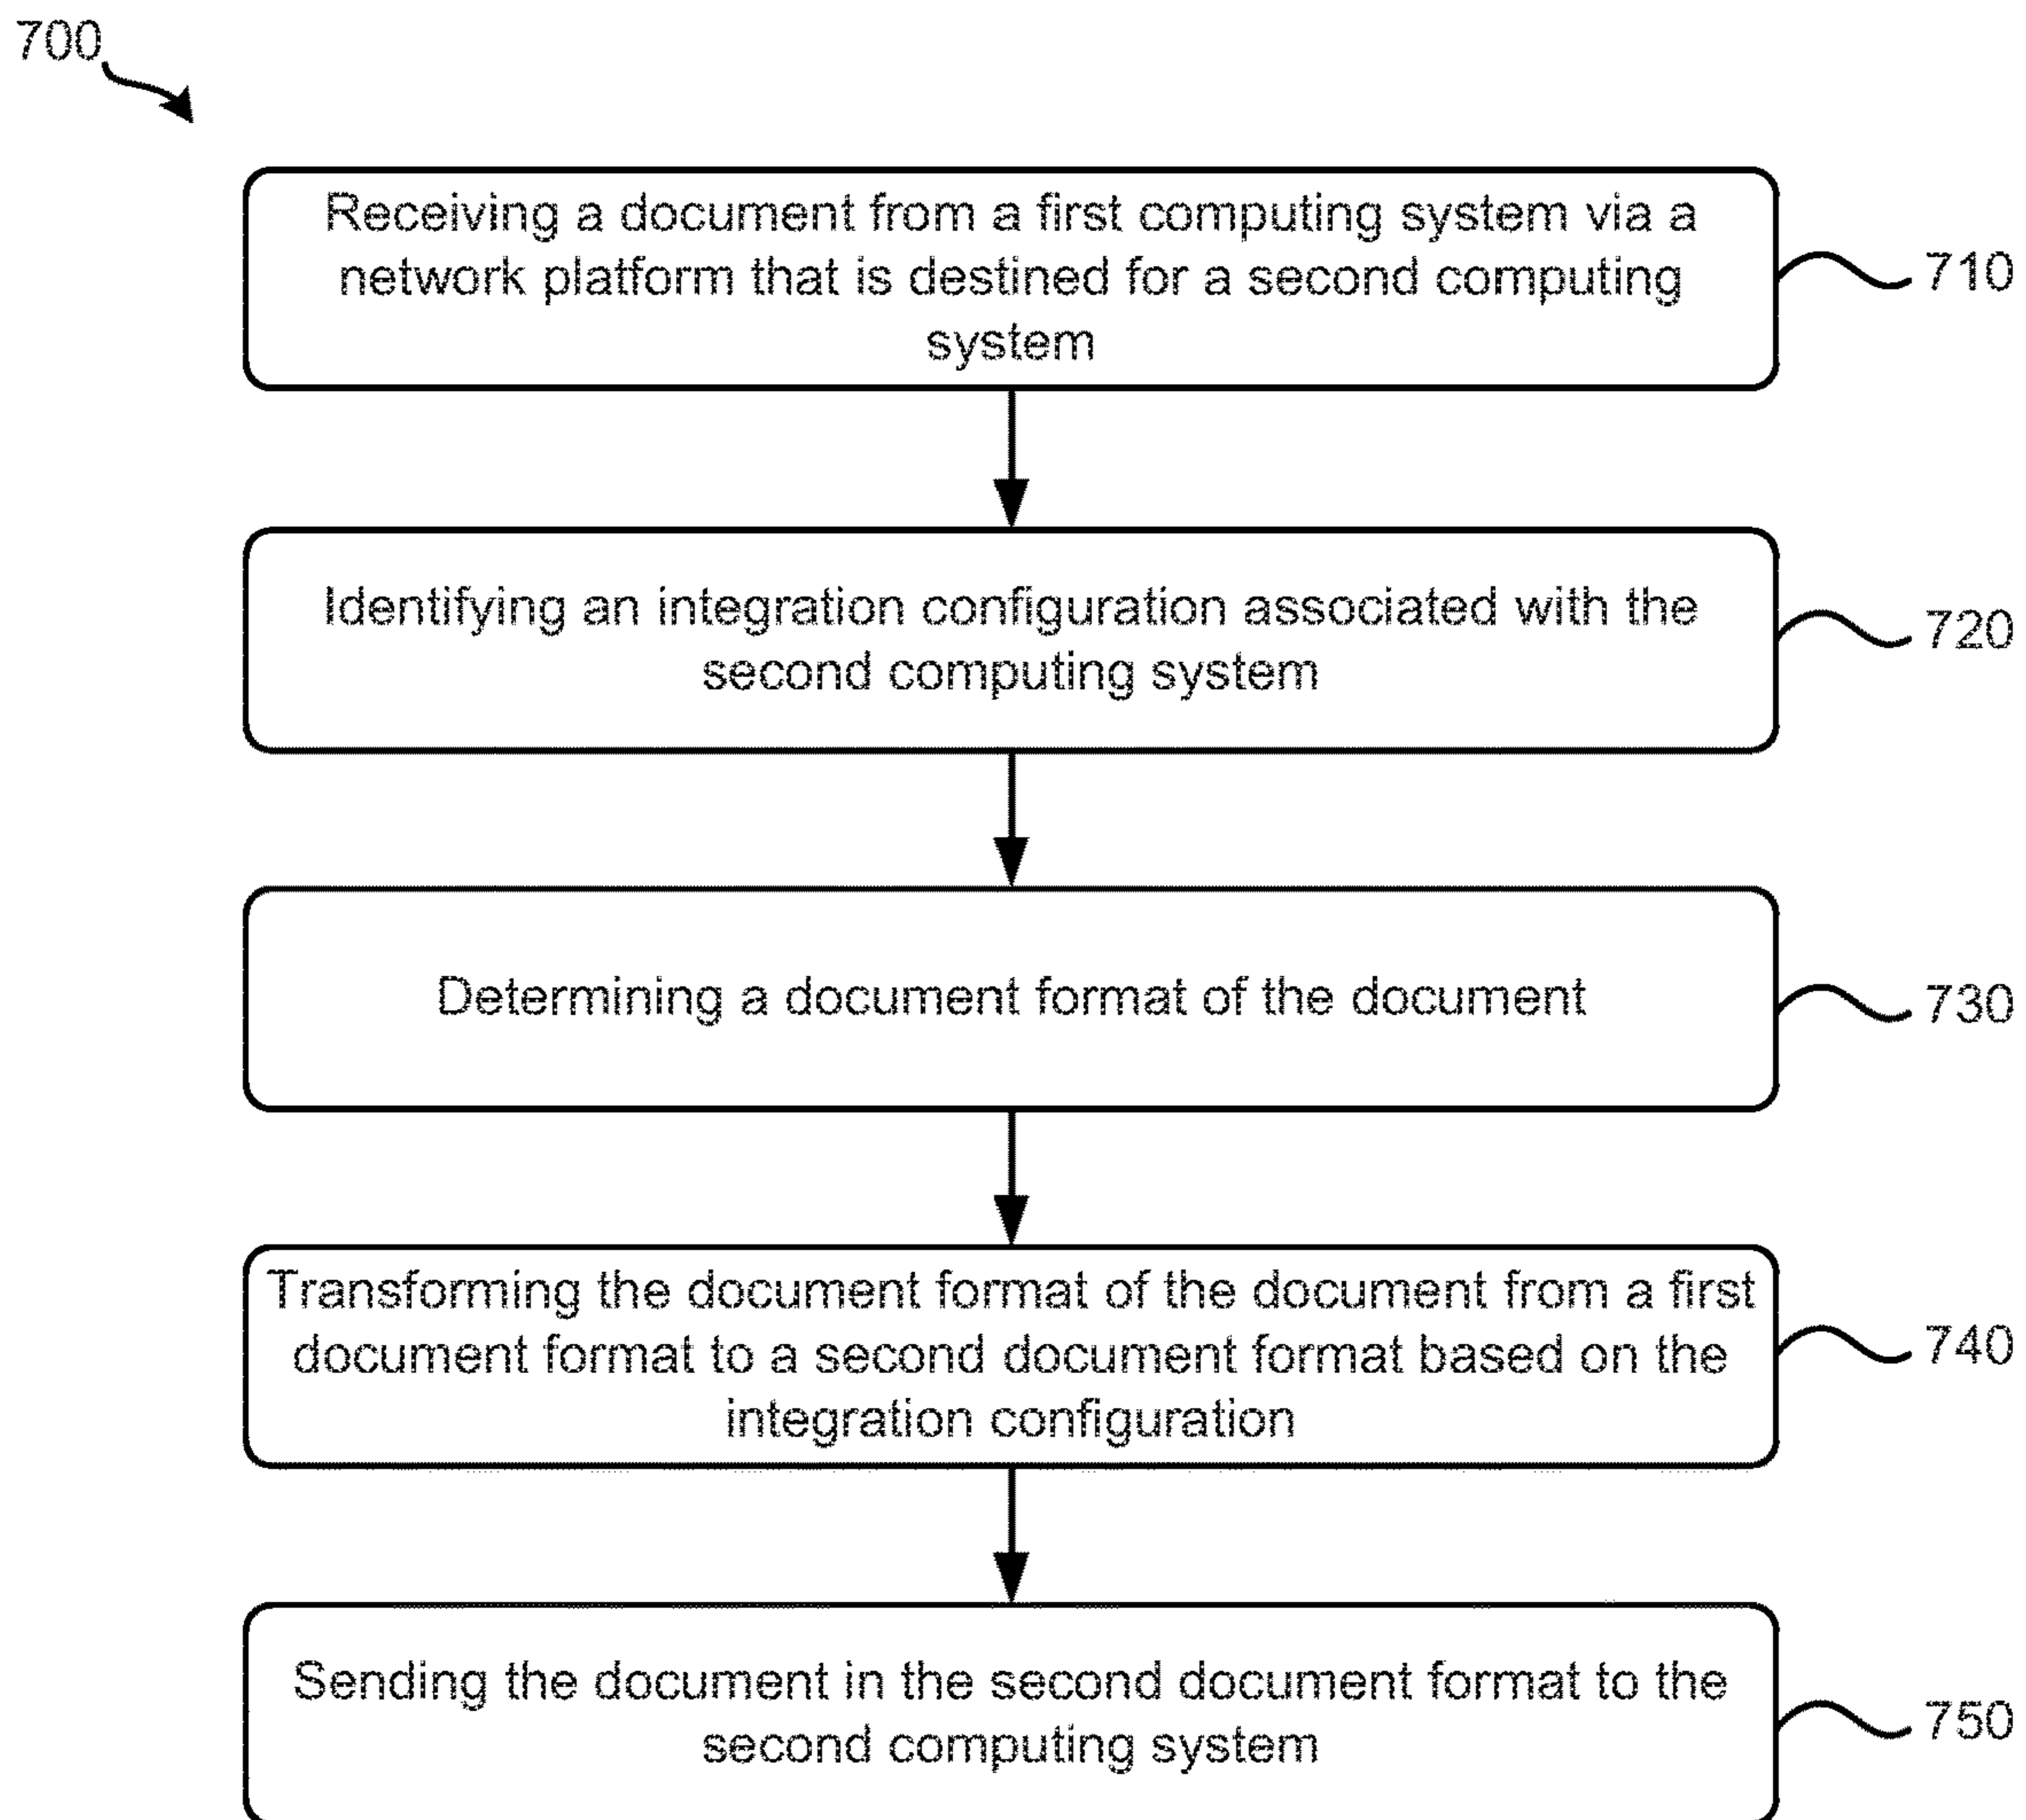 700
Receiving a document from a first computing system via a
network platform that is destined for a second computing
system
710
Identifying an integration configuration associated with the
second computing system
720
Determining a document format of the document
730
Transforming the document format of the document from a first
document format to a second document format based on the
integration configuration
740
Sending the document in the second document format to the
second computing system
750